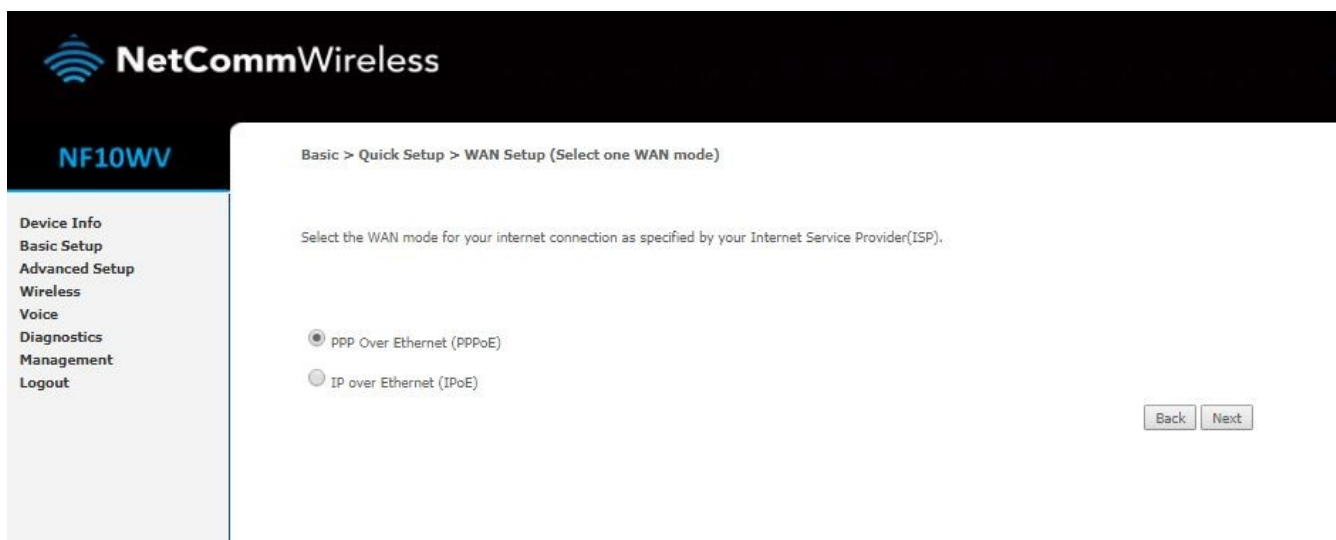 NetCommWireless
NF10WV
Basic > Quick Setup > WAN Setup (Select one WAN mode)
Device Info
Basic Setup
Advanced Setup
Wireless
Voice
Diagnostics
Management
Logout
Select the WAN mode for your internet connection as specified by your Internet Service Provider(ISP).
PPP Over Ethernet (PPPoE)
IP over Ethernet (IPoE)
Back Next